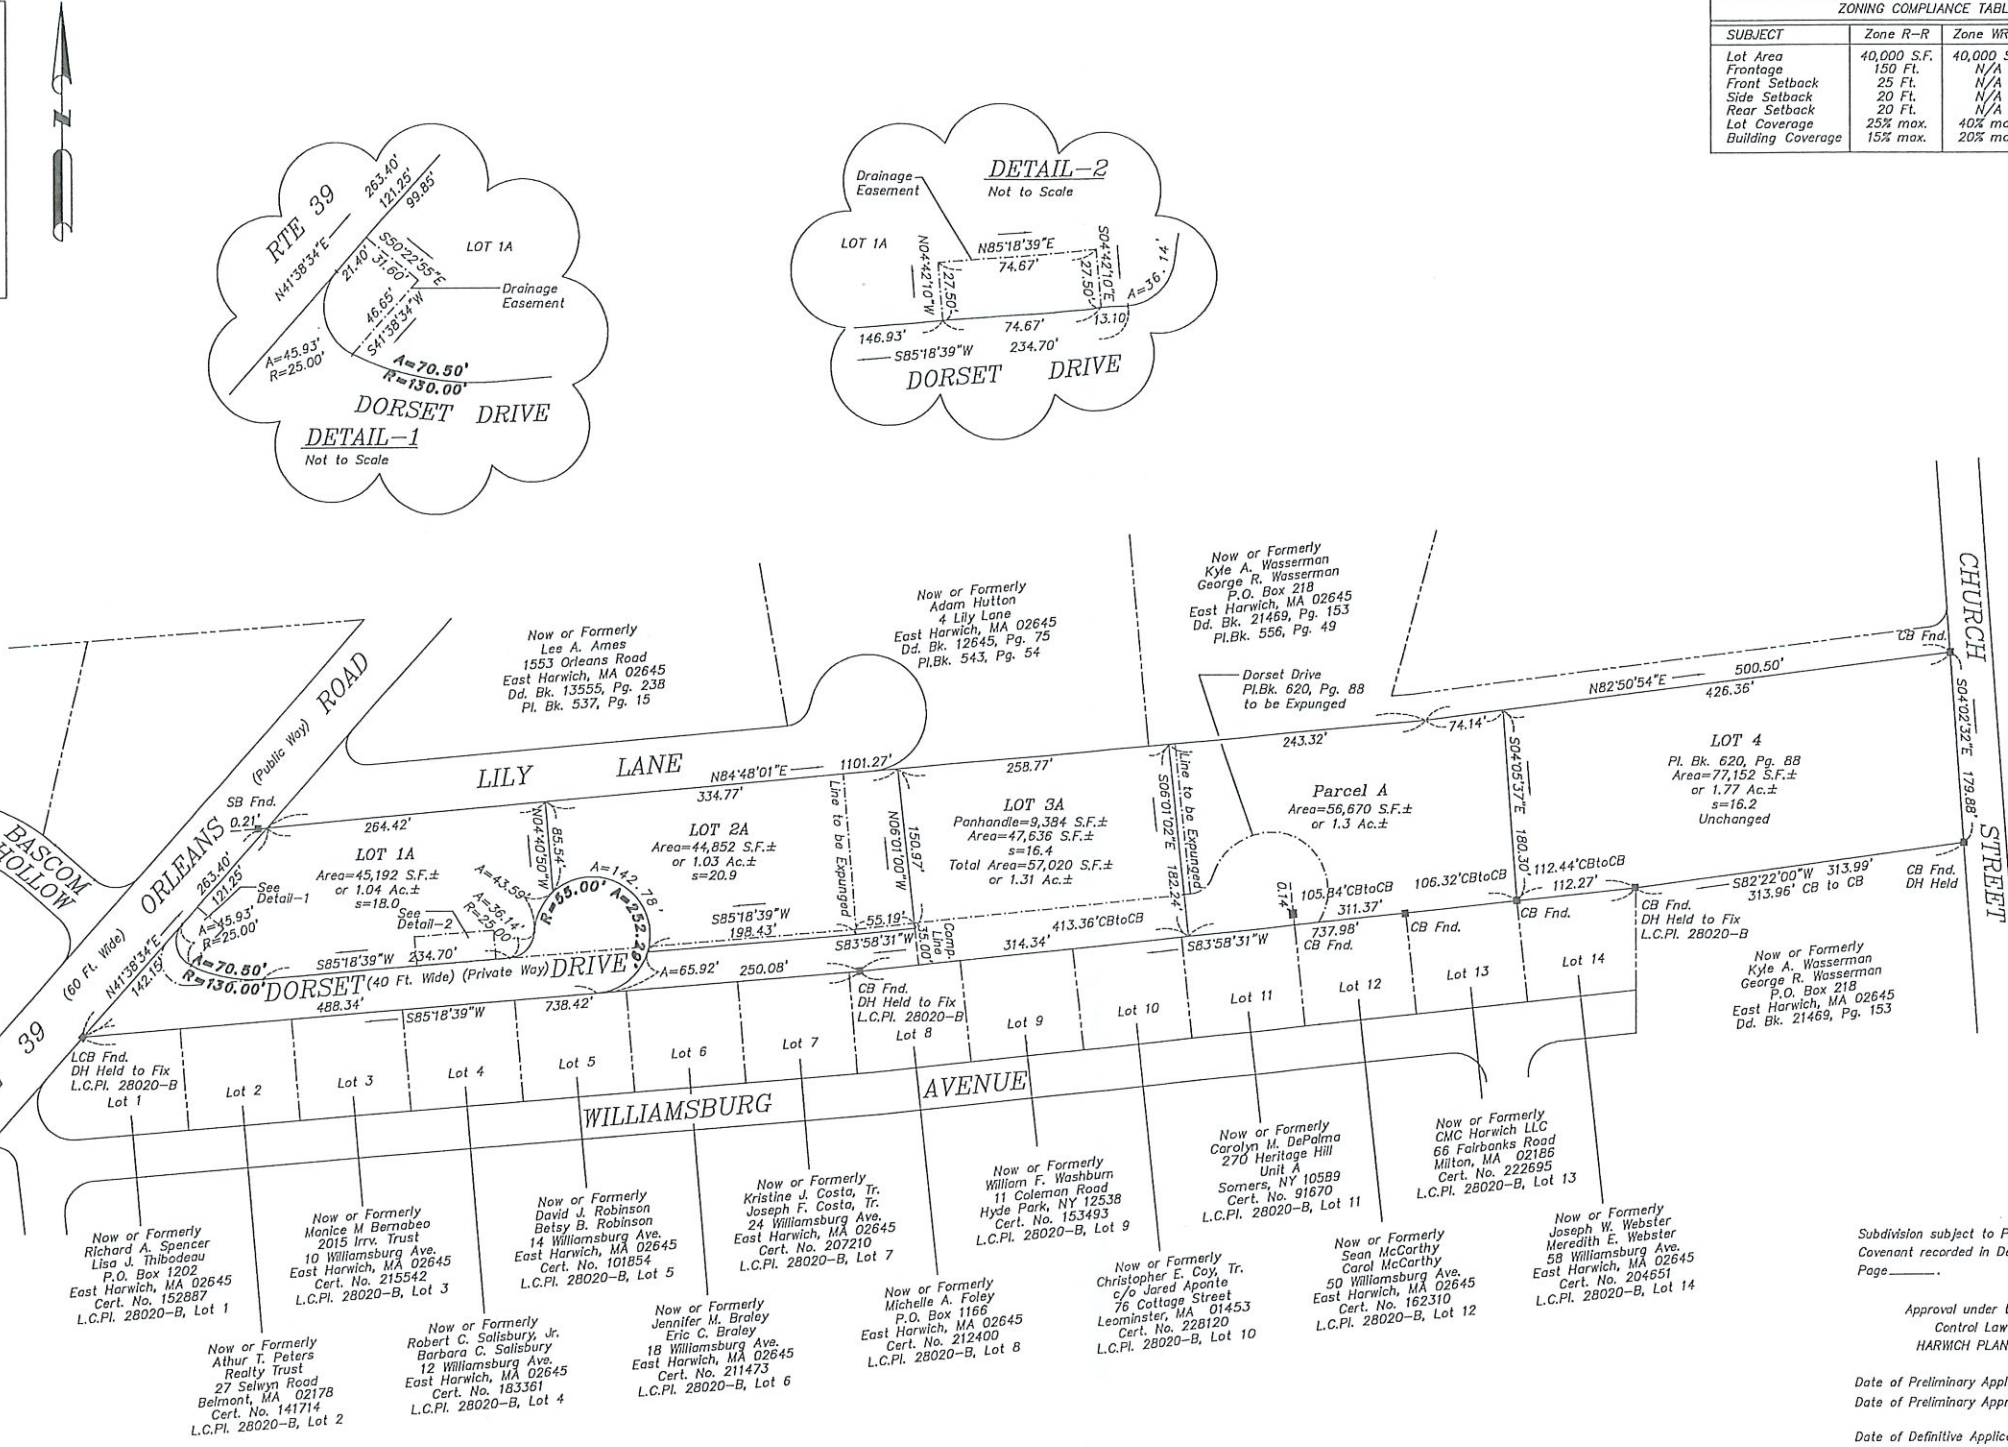 ZONING COMPLIANCE TABL
SUBJECT Zone R-R Zone WR
Lot Area 40,000 S.F. 40,000 S
Frontage 150 Ft. N/A
Front Setback 25 Ft. N/A
Side Setback 20 Ft. N/A
Rear Setback 20 Ft. N/A
Lot Coverage 25% max. 40% ma
Building Coverage 15% max. 20% ma
N
RTE 39
263.40'
121.25'
99.85'
N41°38'34"E
21.40'
S50°22'55"E
31.60'
LOT 1A
Drainage
Easement
46.65'
S41°38'34"W
A=45.93'
R=25.00'
A=70.50'
R=130.00'
DORSET DRIVE
DETAIL-1
Not to Scale
DETAIL-2
Not to Scale
Drainage
Easement
LOT 1A
N04°42'10"W
27.50'
N85°18'39"E
74.67'
S04°42'10"E
27.50'
A=36.14'
146.93'
74.67'
13.10'
S85°18'39"W
234.70'
DORSET DRIVE
Now or Formerly
Lee A. Ames
1553 Orleans Road
East Harwich, MA 02645
Dd. Bk. 13555, Pg. 238
Pl. Bk. 537, Pg. 15
Now or Formerly
Adam Hutton
4 Lily Lane
East Harwich, MA 02645
Dd. Bk. 12645, Pg. 75
Pl.Bk. 543, Pg. 54
Now or Formerly
Kyle A. Wasserman
George R. Wasserman
P.O. Box 218
East Harwich, MA 02645
Dd. Bk. 21469, Pg. 153
Pl.Bk. 556, Pg. 49
Dorset Drive
Pl.Bk. 620, Pg. 88
to be Expunged
CHURCH STREET
CB Fnd.
500.50'
N82°50'54"E
426.36'
74.14'
243.32'
S04°02'32"E 179.88'
BASCOM
HOLLOW
39 ORLEANS ROAD
(60 Ft. Wide) (Public Way)
SB Fnd.
0.21'
LILY LANE
N84°48'01"E 1101.27'
334.77'
258.77'
264.42'
263.40'
121.25'
See
Detail-1
A=45.93'
R=25.00'
N41°38'34"E
142.15'
LOT 1A
Area=45,192 S.F.±
or 1.04 Ac.±
s=18.0
See
Detail-2
N04°40'50"W 85.54'
A=43.59'
A=36.14'
R=25.00'
LOT 2A
Area=44,852 S.F.±
or 1.03 Ac.±
s=20.9
A=142.78'
R=55.00' A=252.29'
Line to be Expunged
N06°01'00"W 150.97'
LOT 3A
Panhandle=9,384 S.F.±
Area=47,636 S.F.±
s=16.4
Total Area=57,020 S.F.±
or 1.31 Ac.±
S06°01'02"E 182.24'
Line to be Expunged
Parcel A
Area=56,670 S.F.±
or 1.3 Ac.±
S04°05'37"E 180.30'
LOT 4
Pl. Bk. 620, Pg. 88
Area=77,152 S.F.±
or 1.77 Ac.±
s=16.2
Unchanged
S85°18'39"W
198.43'
55.19'
S83°58'31"W
35.00'
Comp.
Line
413.36'CBtoCB
314.34'
S83°58'31"W
0.14'
105.84'CBtoCB
311.37'
737.98'
CB Fnd.
106.32'CBtoCB
CB Fnd.
112.44'CBtoCB
112.27'
CB Fnd.
S82°22'00"W 313.99'
313.96' CB to CB
CB Fnd.
DH Held
CB Fnd.
DH Held to Fix
L.C.Pl. 28020-B
A=70.50'
R=130.00'
S85°18'39"W 234.70'
DORSET (40 Ft. Wide) (Private Way) DRIVE
A=65.92' 250.08'
488.34'
S85°18'39"W
738.42'
CB Fnd.
DH Held to Fix
L.C.Pl. 28020-B
LCB Fnd.
DH Held to Fix
L.C.Pl. 28020-B
Lot 1
Lot 2
Lot 3
Lot 4
Lot 5
Lot 6
Lot 7
Lot 8
Lot 9
Lot 10
Lot 11
Lot 12
Lot 13
Lot 14
WILLIAMSBURG AVENUE
Now or Formerly
Kyle A. Wasserman
George R. Wasserman
P.O. Box 218
East Harwich, MA 02645
Dd. Bk. 21469, Pg. 153
Now or Formerly
Richard A. Spencer
Lisa J. Thibodeau
P.O. Box 1202
East Harwich, MA 02645
Cert. No. 152887
L.C.Pl. 28020-B, Lot 1
Now or Formerly
Athur T. Peters
Realty Trust
27 Selwyn Road
Belmont, MA 02178
Cert. No. 141714
L.C.Pl. 28020-B, Lot 2
Now or Formerly
Monice M Bernabeo
2015 Irrv. Trust
10 Williamsburg Ave.
East Harwich, MA 02645
Cert. No. 215542
L.C.Pl. 28020-B, Lot 3
Now or Formerly
Robert C. Salisbury, Jr.
Barbara C. Salisbury
12 Williamsburg Ave.
East Harwich, MA 02645
Cert. No. 183361
L.C.Pl. 28020-B, Lot 4
Now or Formerly
David J. Robinson
Betsy B. Robinson
14 Williamsburg Ave.
East Harwich, MA 02645
Cert. No. 101854
L.C.Pl. 28020-B, Lot 5
Now or Formerly
Jennifer M. Braley
Eric C. Braley
18 Williamsburg Ave.
East Harwich, MA 02645
Cert. No. 211473
L.C.Pl. 28020-B, Lot 6
Now or Formerly
Kristine J. Costa, Tr.
Joseph F. Costa, Tr.
24 Williamsburg Ave.
East Harwich, MA 02645
Cert. No. 207210
L.C.Pl. 28020-B, Lot 7
Now or Formerly
Michelle A. Foley
P.O. Box 1166
East Harwich, MA 02645
Cert. No. 212400
L.C.Pl. 28020-B, Lot 8
Now or Formerly
William F. Washburn
11 Coleman Road
Hyde Park, NY 12538
Cert. No. 153493
L.C.Pl. 28020-B, Lot 9
Now or Formerly
Christopher E. Coy, Tr.
c/o Jared Aponte
76 Cottage Street
Leominster, MA 01453
Cert. No. 228120
L.C.Pl. 28020-B, Lot 10
Now or Formerly
Carolyn M. DePalma
270 Heritage Hill
Unit A
Somers, NY 10589
Cert. No. 91670
L.C.Pl. 28020-B, Lot 11
Now or Formerly
Sean McCarthy
Carol McCarthy
50 Williamsburg Ave.
East Harwich, MA 02645
Cert. No. 162310
L.C.Pl. 28020-B, Lot 12
Now or Formerly
CMC Harwich LLC
66 Fairbanks Road
Milton, MA 02186
Cert. No. 222695
L.C.Pl. 28020-B, Lot 13
Now or Formerly
Joseph W. Webster
Meredith E. Webster
58 Williamsburg Ave.
East Harwich, MA 02645
Cert. No. 204651
L.C.Pl. 28020-B, Lot 14
Subdivision subject to P
Covenant recorded in De
Page______.
Approval under
Control Law
HARWICH PLAN
Date of Preliminary Appl
Date of Preliminary Appr
Date of Definitive Applic